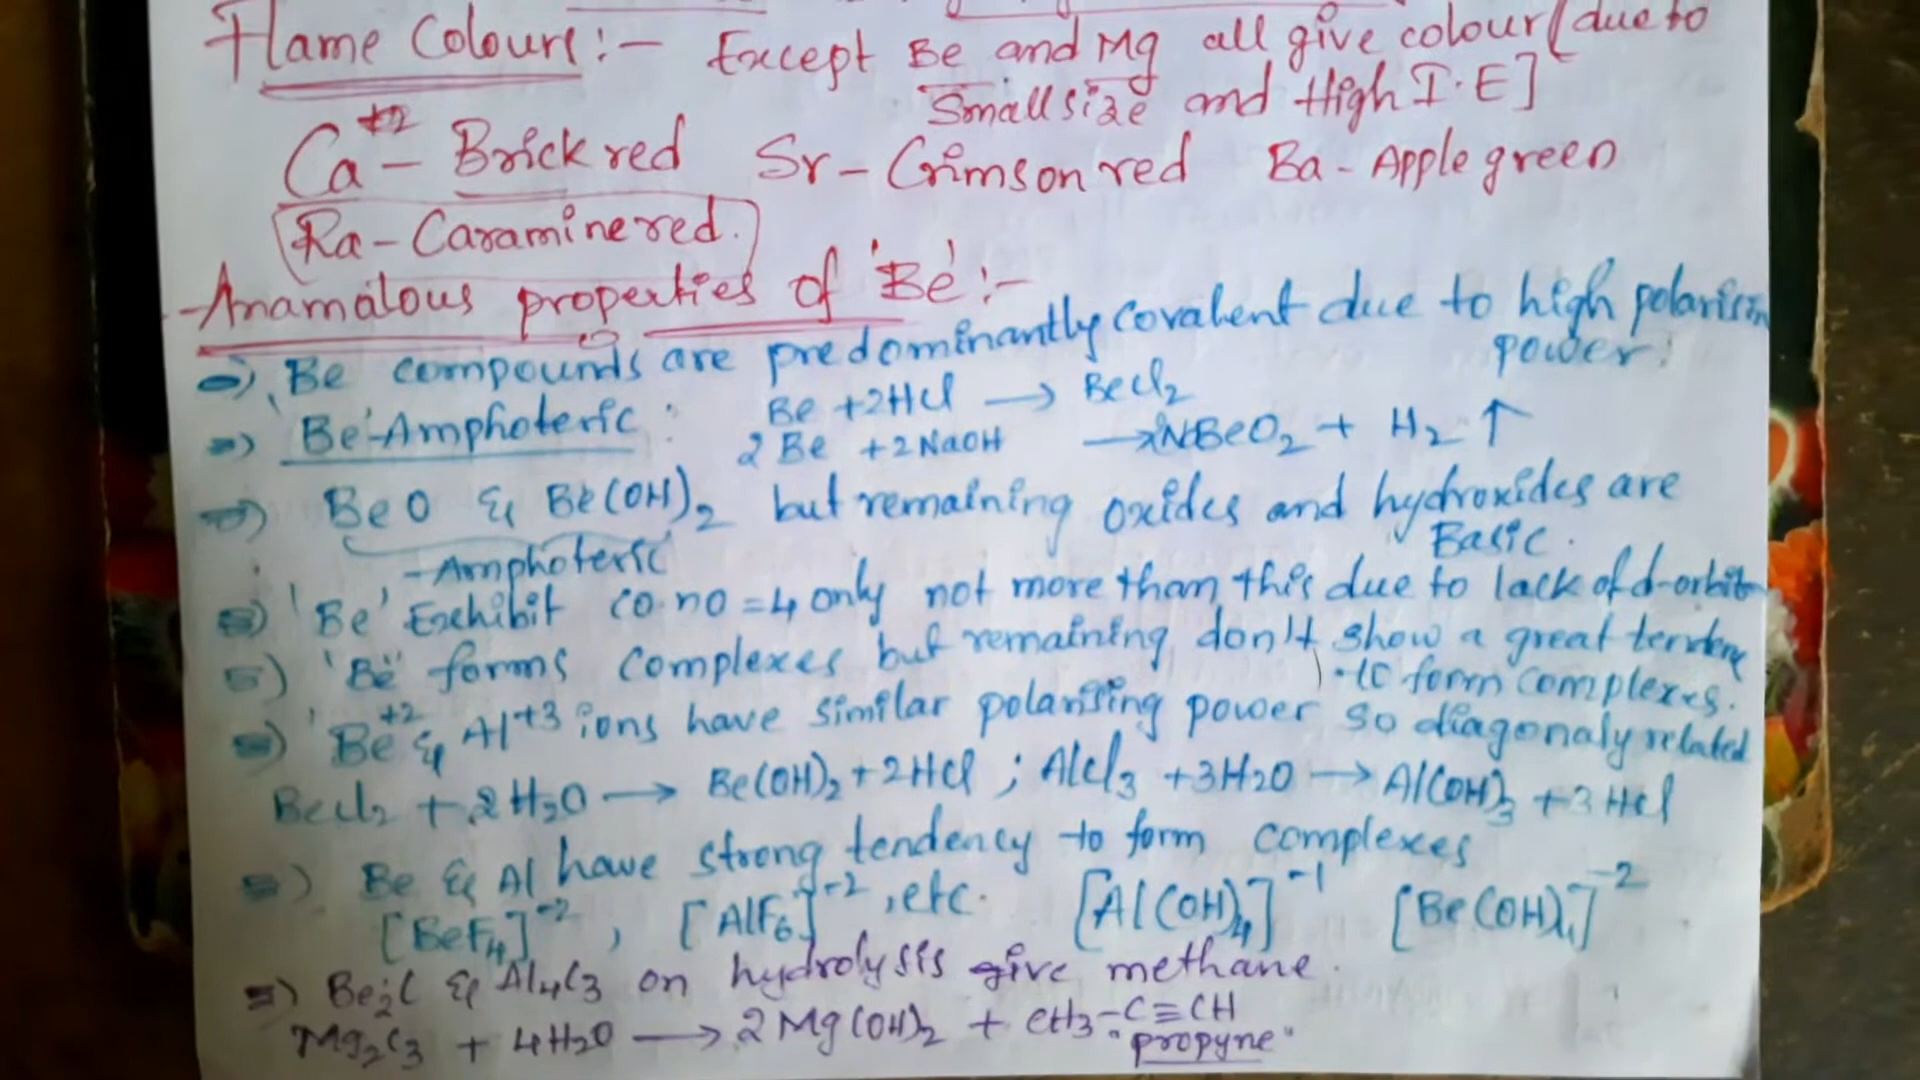 Flame Colours:- Except Be and Mg all give colour [due to
Small size and High I.E]
Ca+2 - Brick red Sr - Crimson red Ba - Apple green
Ra - Caramine red.
Anamalous properties of 'Be':-
=> Be compounds are predominantly covalent due to high polarising
power.
=> 'Be'-Amphoteric : Be + 2HCl → BeCl2
2Be + 2NaOH → BeO2 + H2 ↑
=> BeO & Be(OH)2 but remaining oxides and hydroxides are
Basic.
Amphoteric
=> 'Be' Exhibit co. no = 4 only not more than this due to lack of d-orbit
=> 'Be' forms complexes but remaining don't show a great tendenc
to form complexes.
=> 'Be+2 & Al+3 ions have similar polarising power so diagonaly related
BeCl2 + 2H2O → Be(OH)2 + 2HCl ; AlCl3 + 3H2O → Al(OH)3 + 3HCl
=> Be & Al have strong tendency to form complexes
[BeF4]-2, [AlF6]-2, etc. [Al(OH)4]-1 [Be(OH)4]-2
=> Be2C & Al4C3 on hydrolysis give methane.
Mg2C3 + 4H2O → 2Mg(OH)2 + CH3-C≡CH
"propyne"